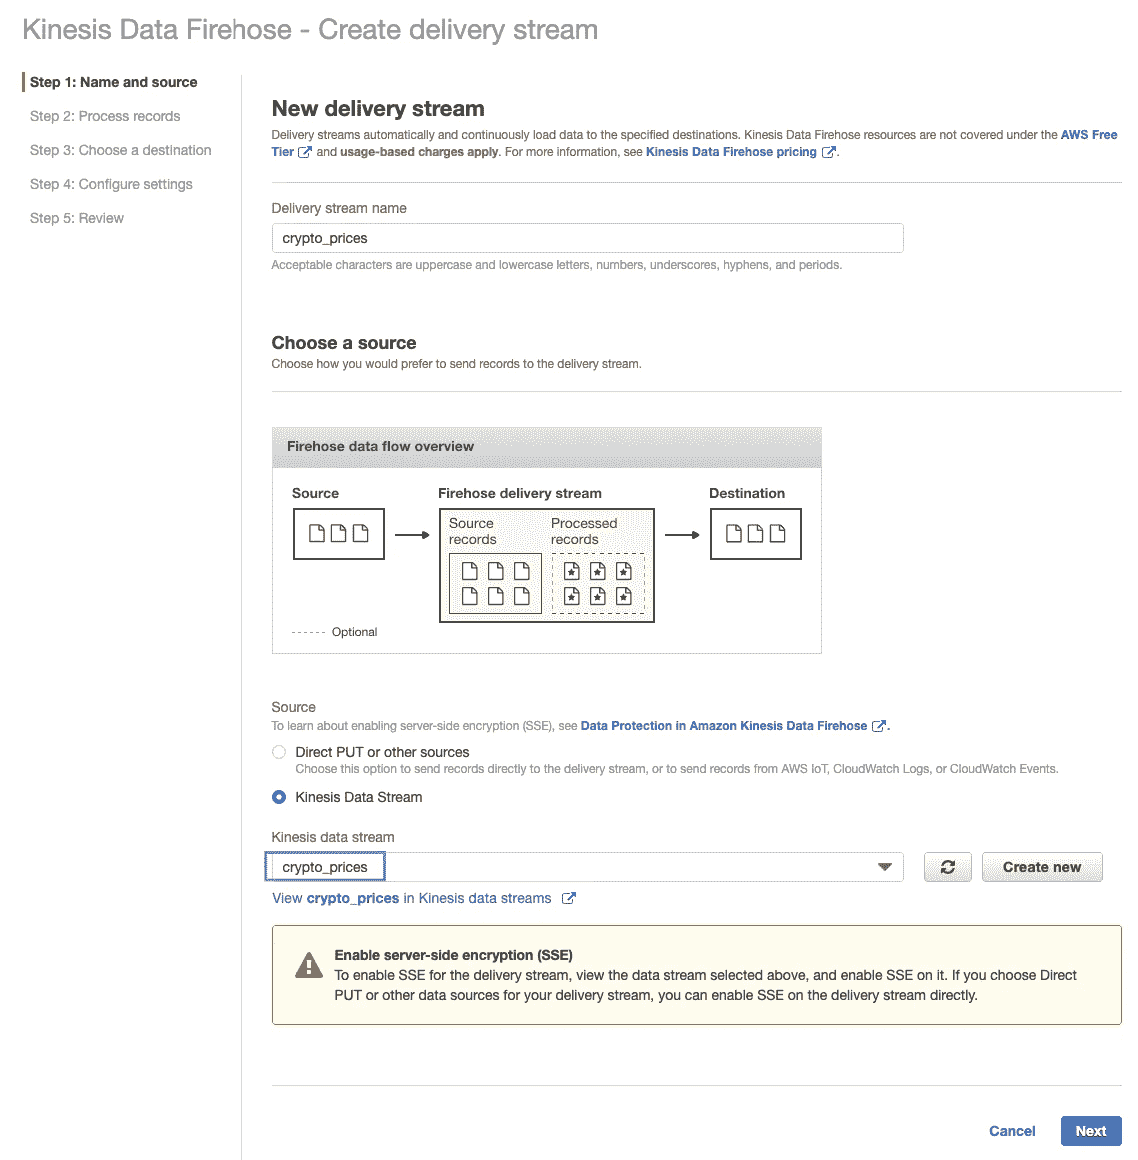 Kinesis Data Firehose - Create delivery stream
Step 1: Name and source
Step 2: Process records
Step 3: Choose a destination
Step 4: Configure settings
Step 5: Review
New delivery stream
Delivery streams automatically and continuously load data to the specified destinations. Kinesis Data Firehose resources are not covered under the AWS Free
Tier and usage-based charges apply. For more information, see Kinesis Data Firehose pricing .
Delivery stream name
crypto_prices
Acceptable characters are uppercase and lowercase letters, numbers, underscores, hyphens, and periods.
Choose a source
Choose how you would prefer to send records to the delivery stream.
Firehose data flow overview
Source
Firehose delivery stream
Destination
Source
records
Processed
records
Optional
Source
To learn about enabling server-side encryption (SSE), see Data Protection in Amazon Kinesis Data Firehose .
Direct PUT or other sources
Choose this option to send records directly to the delivery stream, or to send records from AWS IoT, CloudWatch Logs, or CloudWatch Events.
Kinesis Data Stream
Kinesis data stream
crypto_prices
Create new
View crypto_prices in Kinesis data streams
Enable server-side encryption (SSE)
To enable SSE for the delivery stream, view the data stream selected above, and enable SSE on it. If you choose Direct
PUT or other data sources for your delivery stream, you can enable SSE on the delivery stream directly.
Cancel
Next